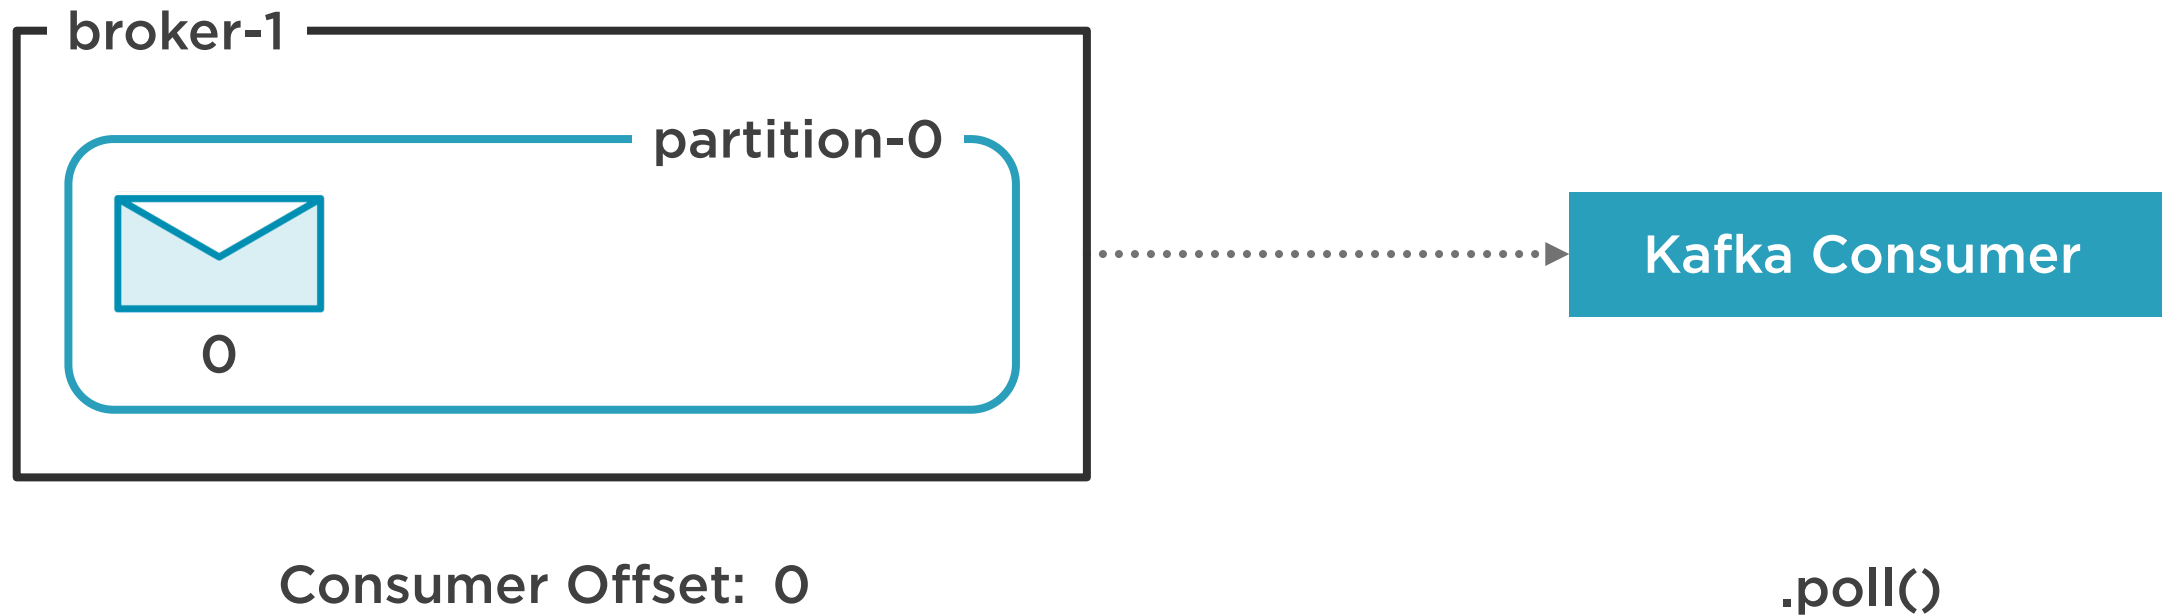 broker-1
partition-0
Kafka Consumer
0
Consumer Offset: 0
.poll()